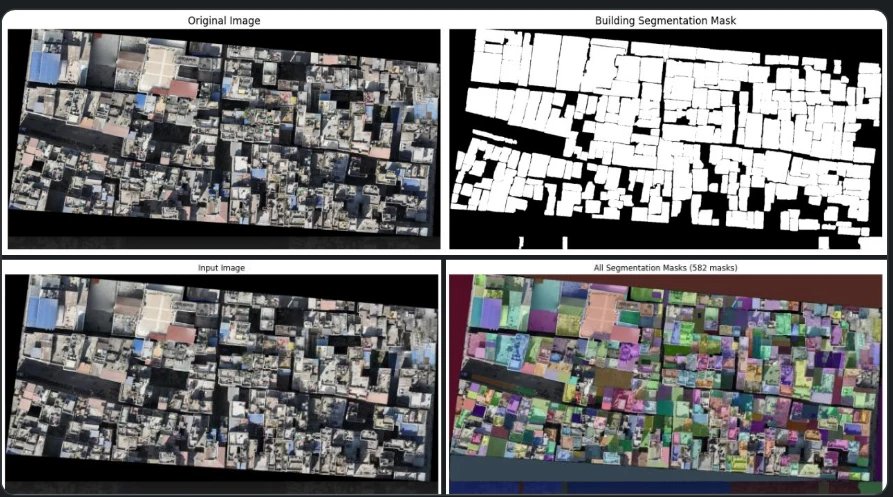 Original Image
Building Segmentation Mask
Input Image
All Segmentation Masks (582 masks)